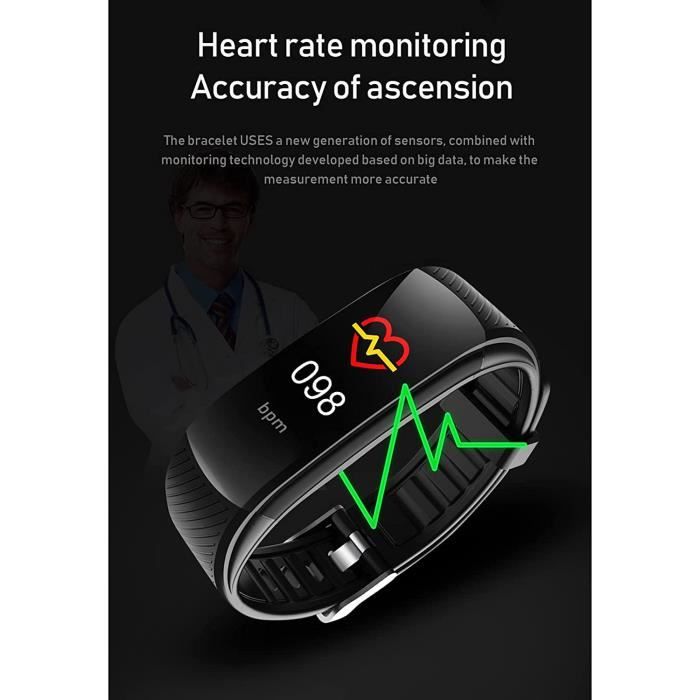 Heart rate monitoring
Accuracy of ascension
The bracelet USES a new generation of sensors, combined with
monitoring technology developed based on big data, to make the
measurement more accurate
098
bpm